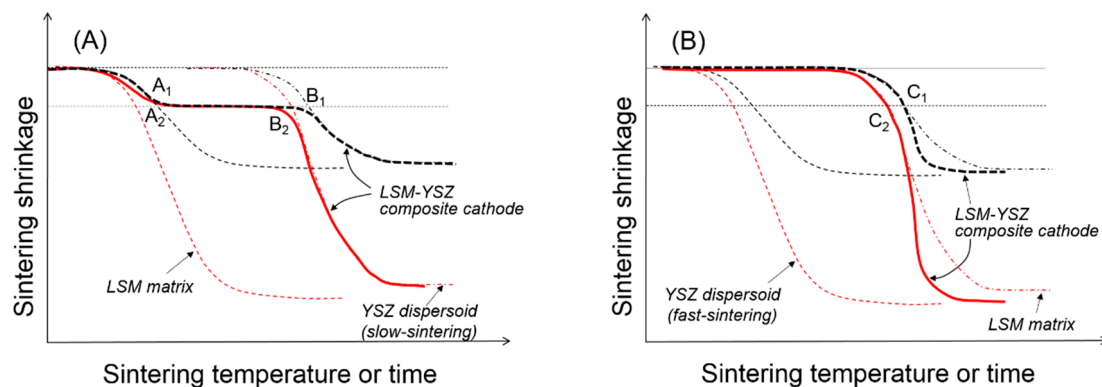 (A)
A₁
A₂
B₁
B₂
LSM-YSZ
composite cathode
LSM matrix
YSZ dispersoid
(slow-sintering)
Sintering shrinkage
Sintering temperature or time
(B)
C₁
C₂
LSM-YSZ
composite cathode
YSZ dispersoid
(fast-sintering)
LSM matrix
Sintering shrinkage
Sintering temperature or time